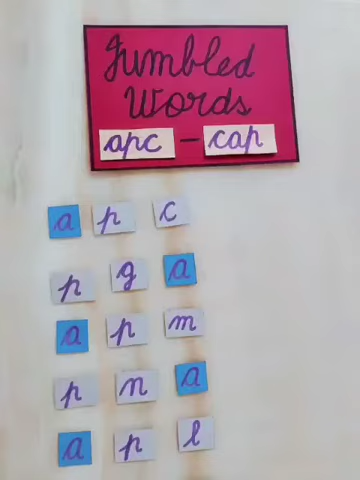 Jumbled
Words
apc - cap
a p c
p g a
a p m
p n a
a p l